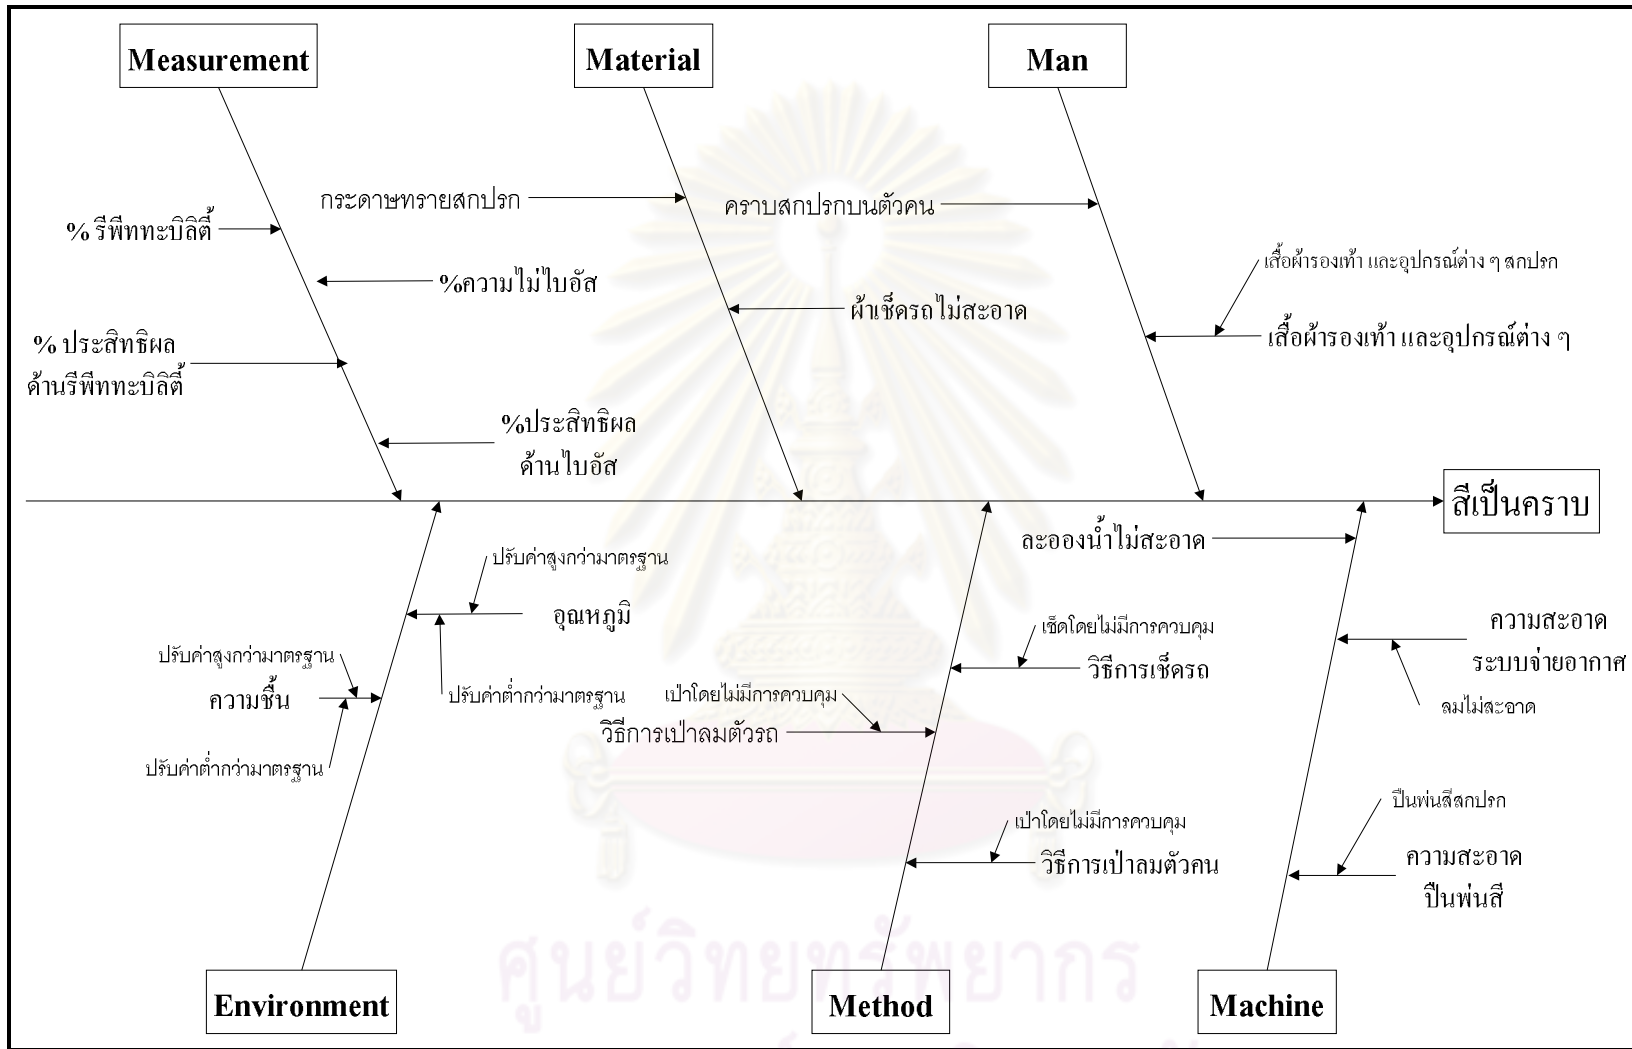 Measurement
Material
Man
กระดาษทรายสกปรก
คราบสกปรกบนตัวคน
% รีพีททะบิลิตี้
เสื้อผ้ารองเท้า และอุปกรณ์ต่าง ๆ สกปรก
%ความไม่ไบอัส
ผ้าเช็ดรถไม่สะอาด
เสื้อผ้ารองเท้า และอุปกรณ์ต่าง ๆ
% ประสิทธิผล
ด้านรีพีททะบิลิตี้
%ประสิทธิผล
ด้านไบอัส
สีเป็นคราบ
ละอองน้ำไม่สะอาด
ปรับค่าสูงกว่ามาตรฐาน
อุณหภูมิ
ปรับค่าต่ำกว่ามาตรฐาน
ปรับค่าสูงกว่ามาตรฐาน
ความชื้น
ปรับค่าต่ำกว่ามาตรฐาน
เช็ดโดยไม่มีการควบคุม
วิธีการเช็ดรถ
เป่าโดยไม่มีการควบคุม
วิธีการเป่าลมตัวรถ
เป่าโดยไม่มีการควบคุม
วิธีการเป่าลมตัวคน
ความสะอาด
ระบบจ่ายอากาศ
ลมไม่สะอาด
ปืนพ่นสีสกปรก
ความสะอาด
ปืนพ่นสี
ศูนย์วิทยทรัพยากร
Environment
Method
Machine